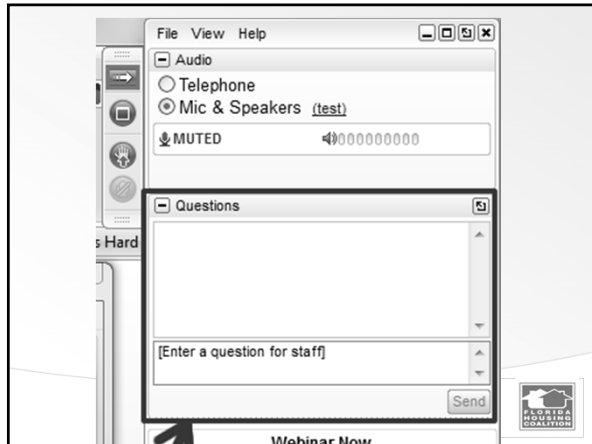 File View Help
Audio
Telephone
Mic & Speakers (test)
MUTED 000000000
Questions
s Hard
[Enter a question for staff]
Send
Webinar Now
FLORIDA
HOUSING
COALITION